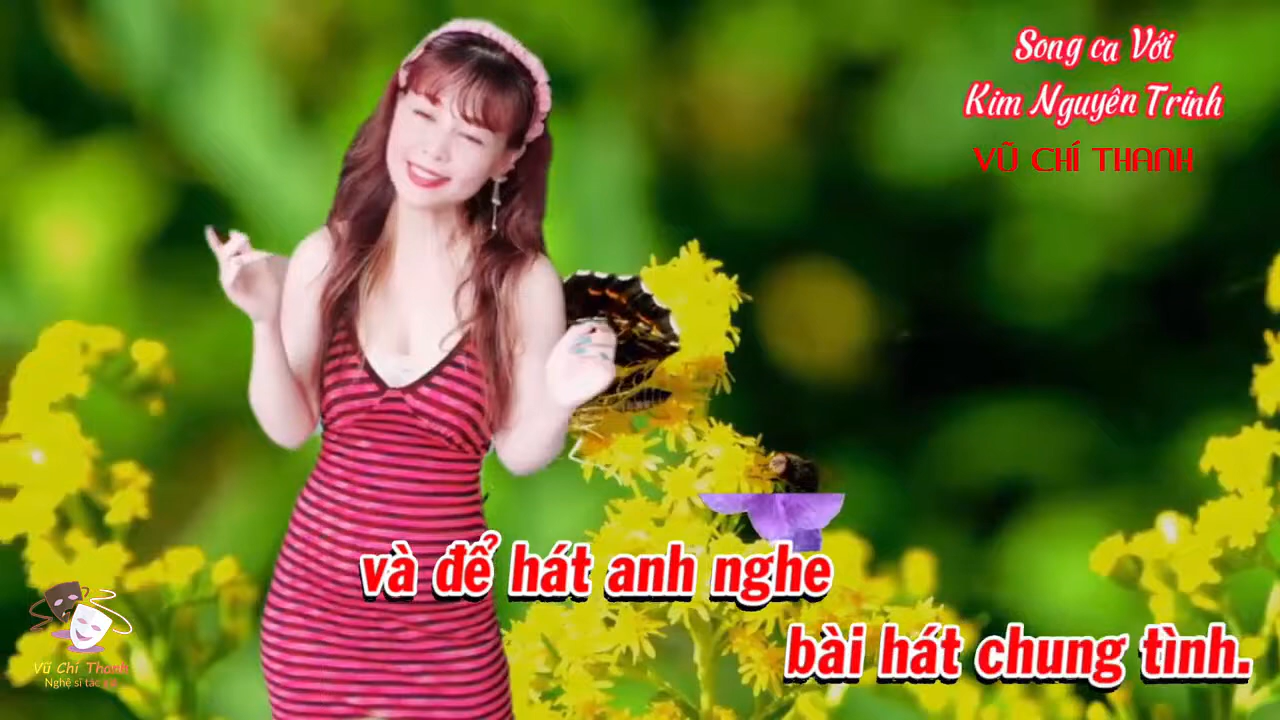 Song ca Với
Kim Nguyên Trinh
VŨ CHÍ THANH
và để hát anh nghe
bài hát chung tình.
Vũ Chí Thanh
Nghệ sĩ tác giả